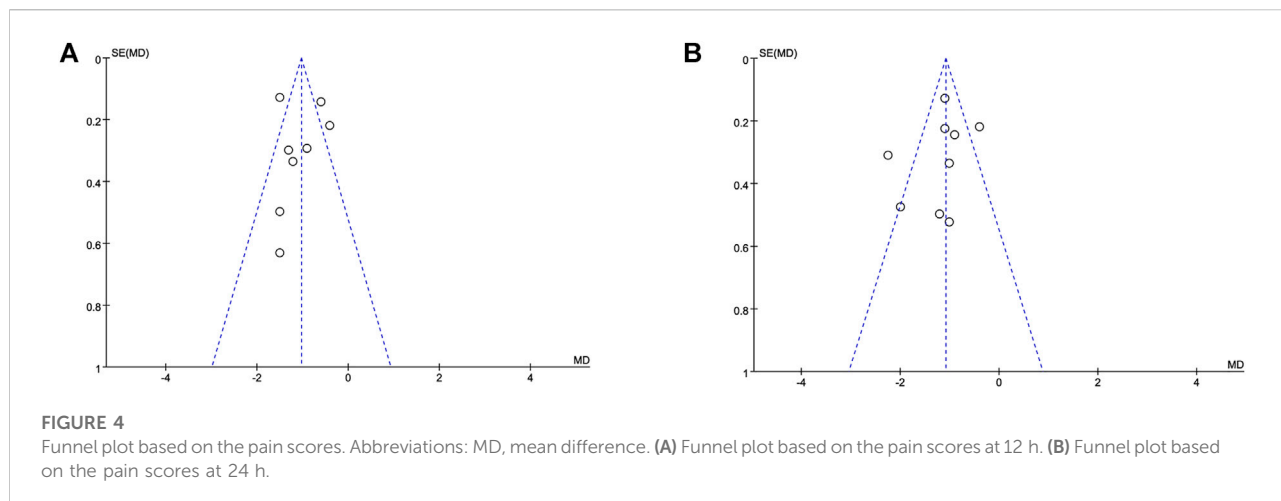 A
SE(MD)
0
0.2
0.4
0.6
0.8
1
-4
-2
0
2
4
MD
B
SE(MD)
0
0.2
0.4
0.6
0.8
1
-4
-2
0
2
4
MD
FIGURE 4
Funnel plot based on the pain scores. Abbreviations: MD, mean difference. (A) Funnel plot based on the pain scores at 12 h. (B) Funnel plot based
on the pain scores at 24 h.